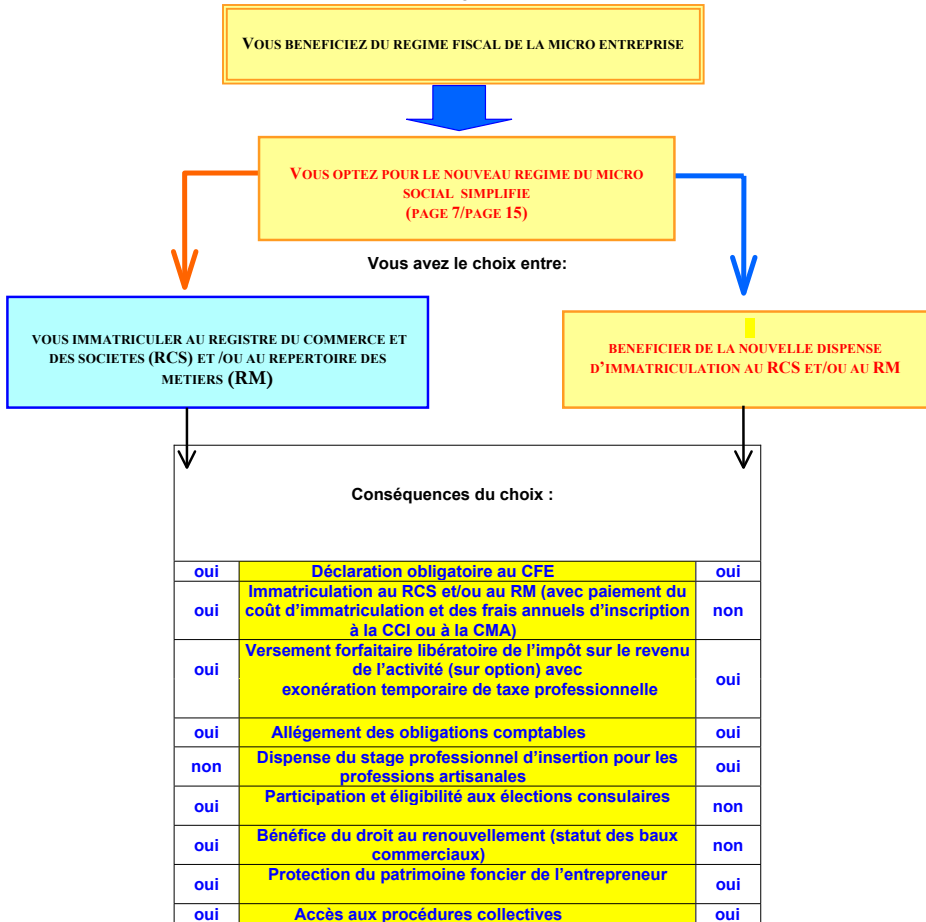 VOUS BENEFICIEZ DU REGIME FISCAL DE LA MICRO ENTREPRISE
VOUS OPTEZ POUR LE NOUVEAU REGIME DU MICRO
SOCIAL SIMPLIFIE
(PAGE 7/PAGE 15)
Vous avez le choix entre:
VOUS IMMATRICULER AU REGISTRE DU COMMERCE ET
DES SOCIETES (RCS) ET /OU AU REPERTOIRE DES
METIERS (RM)
BENEFICIER DE LA NOUVELLE DISPENSE
D'IMMATRICULATION AU RCS ET/OU AU RM
Conséquences du choix :
oui Déclaration obligatoire au CFE oui
Immatriculation au RCS et/ou au RM (avec paiement du
oui coût d'immatriculation et des frais annuels d'inscription non
à la CCI ou à la CMA)
Versement forfaitaire libératoire de l'impôt sur le revenu
oui de l'activité (sur option) avec oui
exonération temporaire de taxe professionnelle
oui Allégement des obligations comptables oui
non Dispense du stage professionnel d'insertion pour les oui
professions artisanales
oui Participation et éligibilité aux élections consulaires non
oui Bénéfice du droit au renouvellement (statut des baux non
commerciaux)
oui Protection du patrimoine foncier de l'entrepreneur oui
oui Accès aux procédures collectives oui